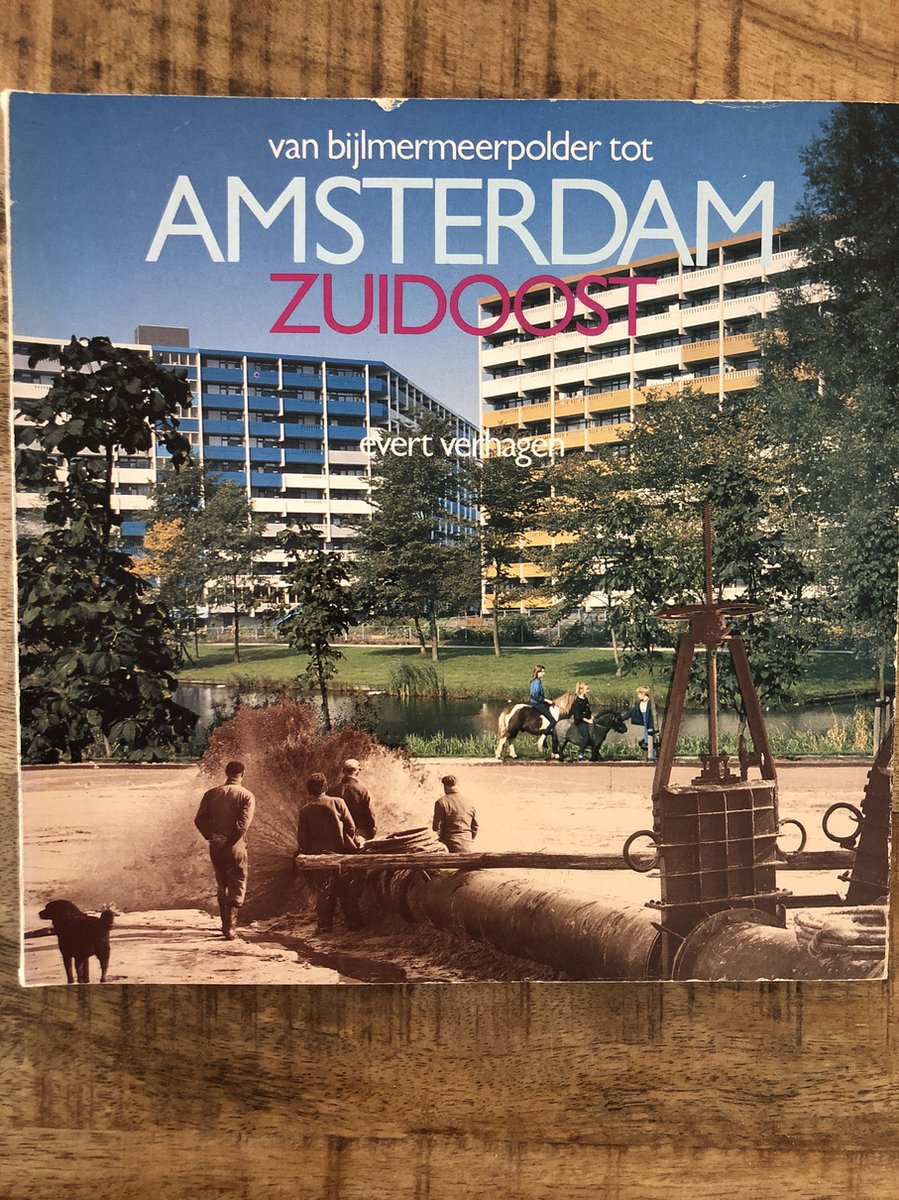 van bijlmermeerpolder tot
AMSTERDAM
ZUIDOOST
evert verhagen